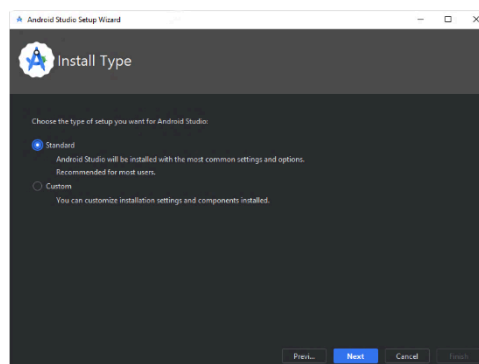 Android Studio Setup Wizard
Install Type
Choose the type of setup you want for Android Studio:
Standard
Android Studio will be installed with the most common settings and options.
Recommended for most users.
Custom
You can customize installation settings and components installed.
Previ... Next Cancel Finish